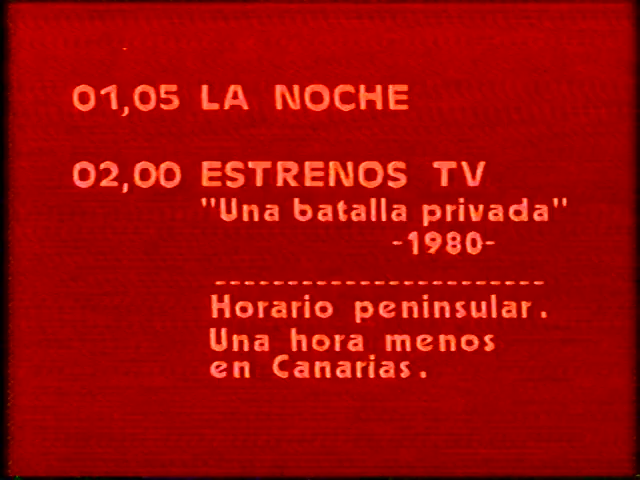 01,05 LA NOCHE
02,00 ESTRENOS TV
"Una batalla privada"
-1980-
-----------------------
Horario peninsular.
Una hora menos
en Canarias.